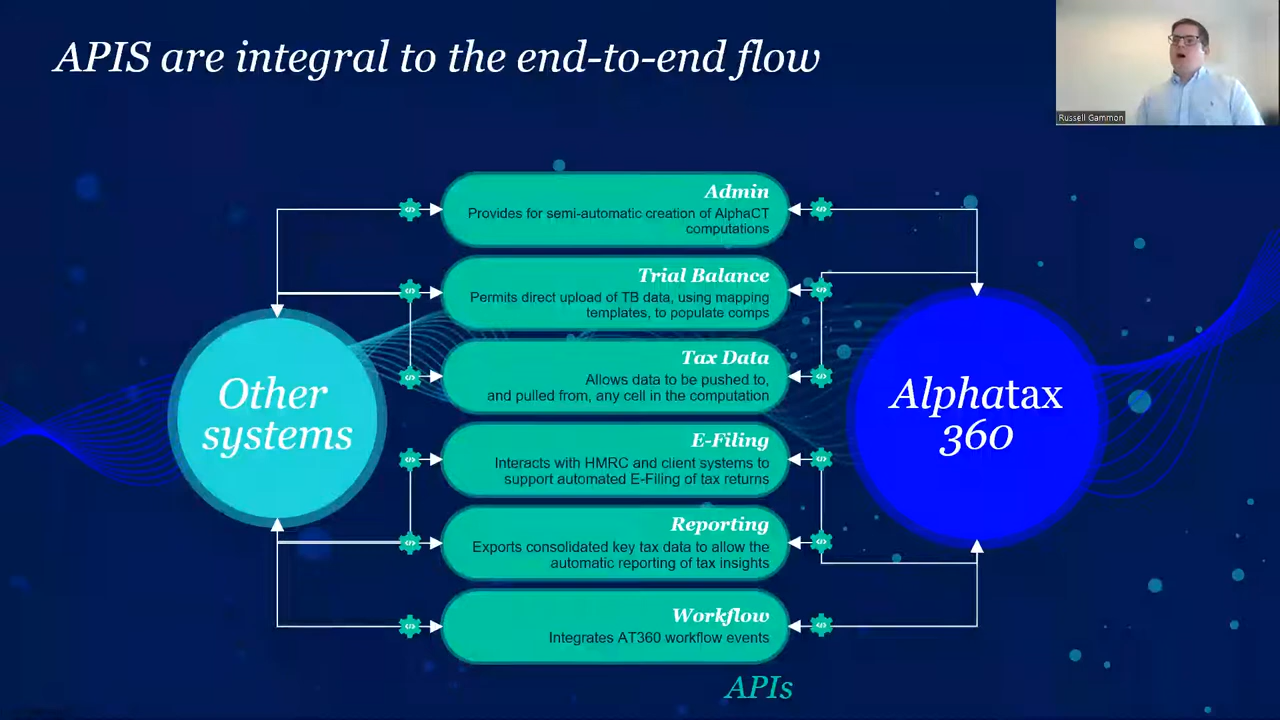 APIS are integral to the end-to-end flow
Russell Gammon
Admin
Provides for semi-automatic creation of AlphaCT
computations
Trial Balance
Permits direct upload of TB data, using mapping
templates, to populate comps
Tax Data
Allows data to be pushed to,
and pulled from, any cell in the computation
E-Filing
Interacts with HMRC and client systems to
support automated E-Filing of tax returns
Reporting
Exports consolidated key tax data to allow the
automatic reporting of tax insights
Workflow
Integrates AT360 workflow events
Other
systems
Alphatax
360
APIs